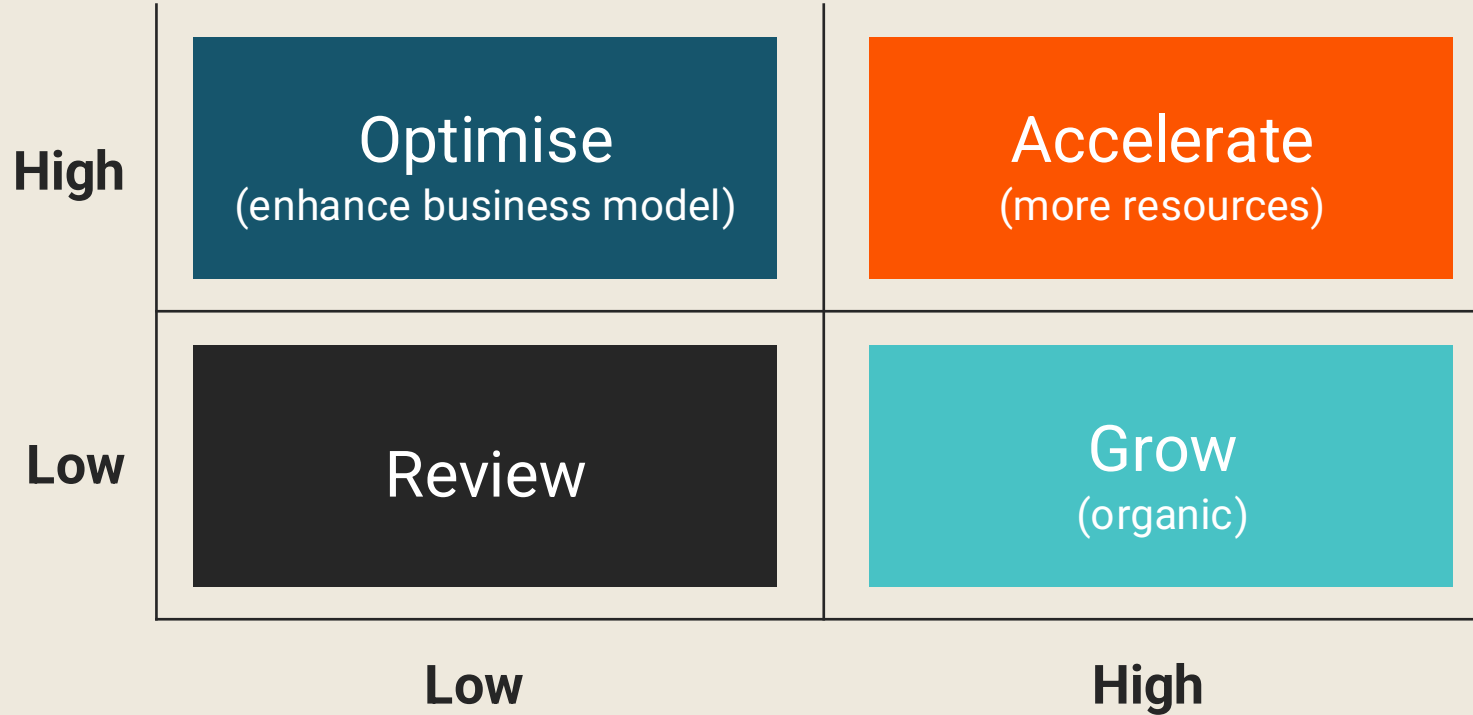 High
Optimise
(enhance business model)
Accelerate
(more resources)
Low
Review
Grow
(organic)
Low
High